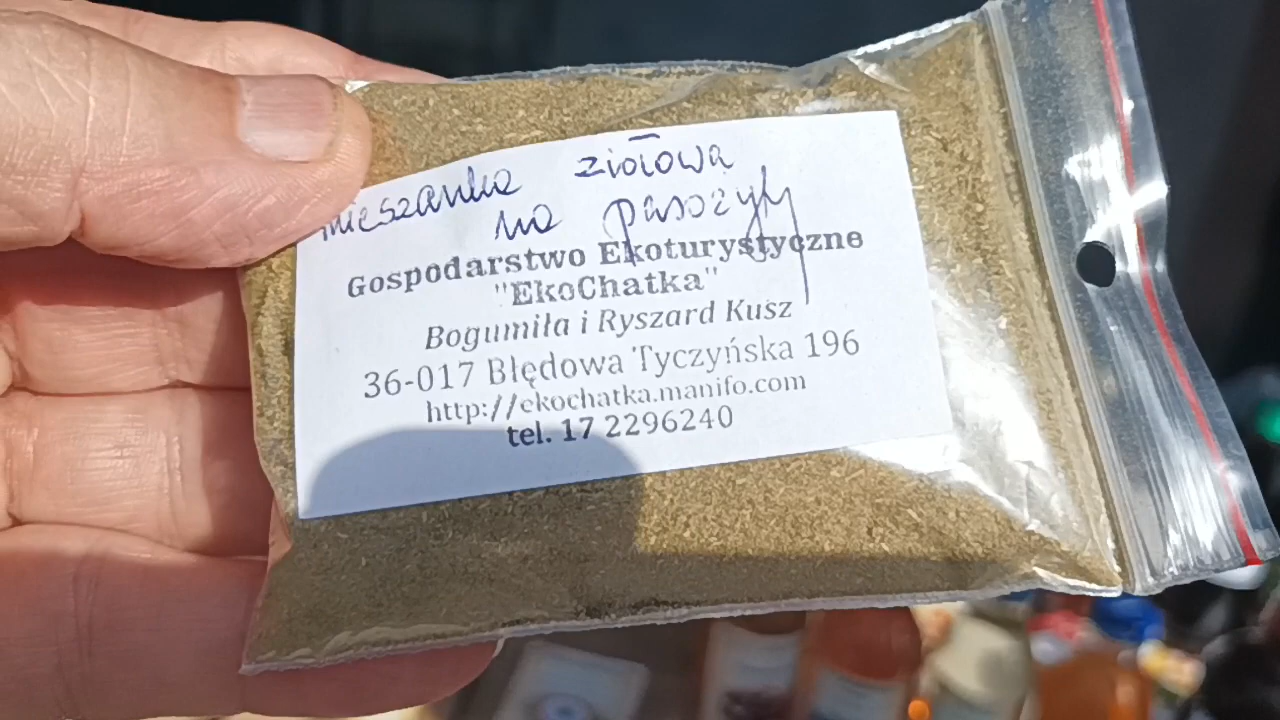 mieszanka ziołowa
na pasożyty
Gospodarstwo Ekoturystyczne
"EkoChatka"
Bogumiła i Ryszard Kusz
36-017 Błędowa Tyczyńska 196
http://ekochatka.manifo.com
tel. 17 2296240